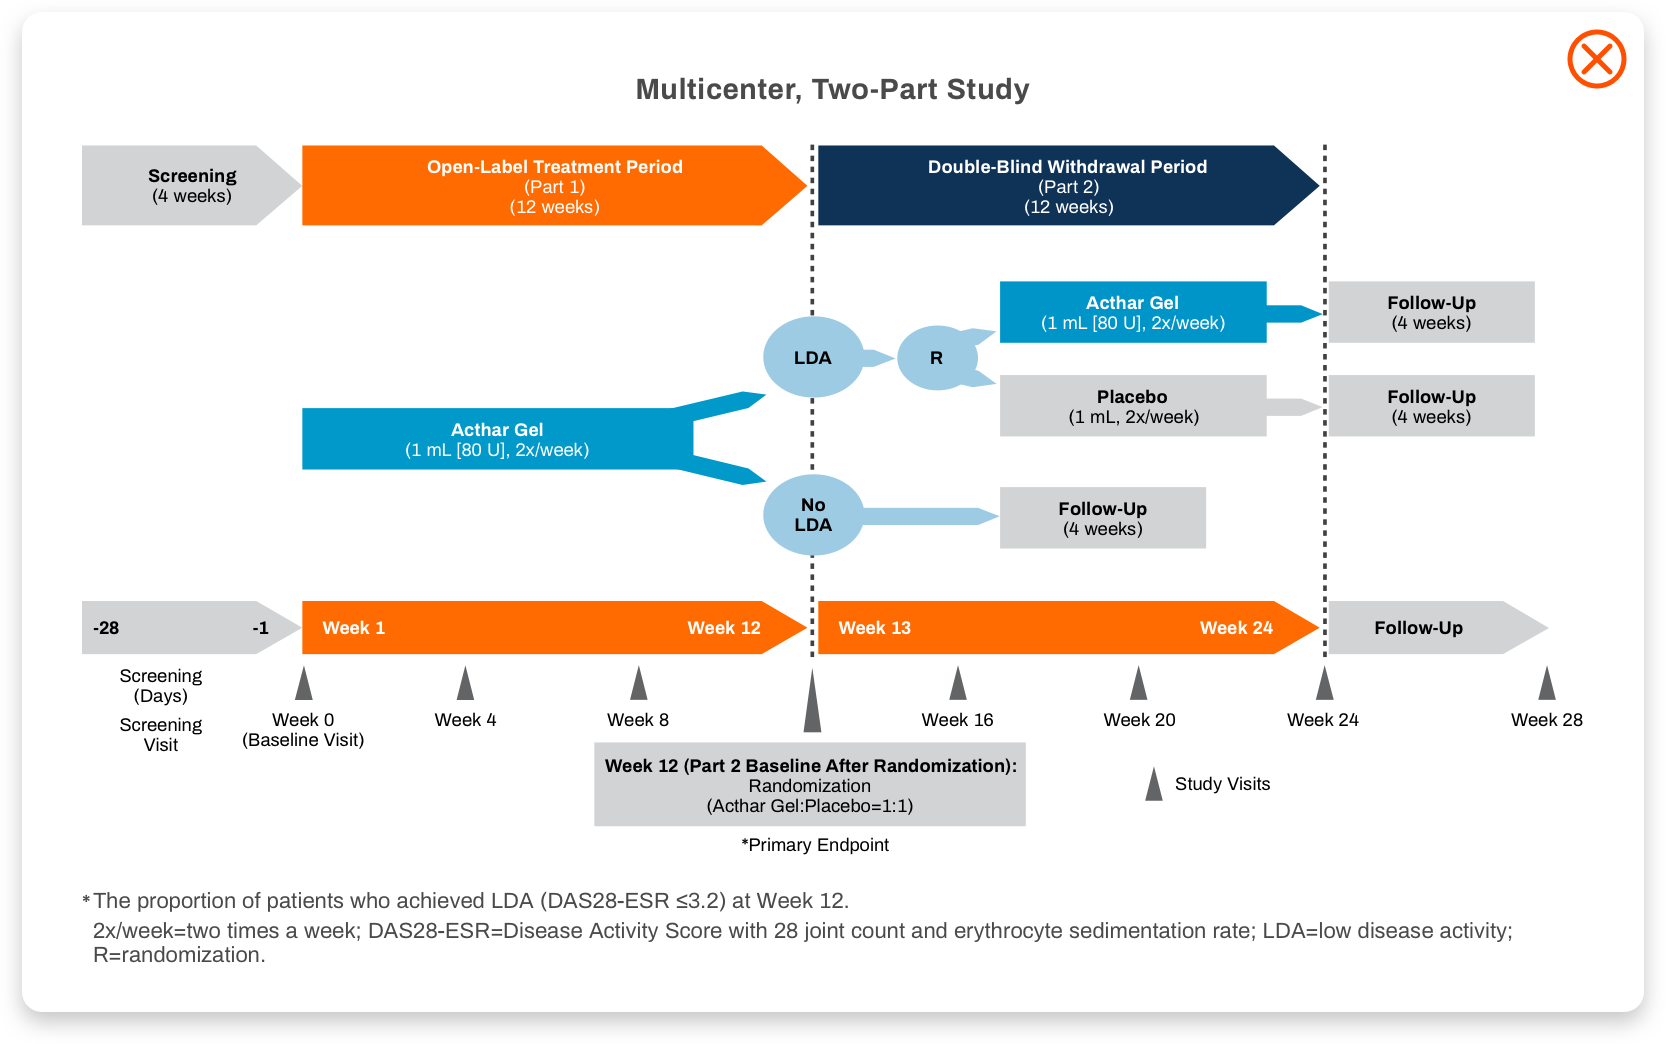 Multicenter, Two-Part Study
Screening
(4 weeks)
Open-Label Treatment Period
(Part 1)
(12 weeks)
Double-Blind Withdrawal Period
(Part 2)
(12 weeks)
Acthar Gel
(1 mL [80 U], 2x/week)
Follow-Up
(4 weeks)
LDA
R
Placebo
(1 mL, 2x/week)
Follow-Up
(4 weeks)
Acthar Gel
(1 mL [80 U], 2x/week)
No
LDA
Follow-Up
(4 weeks)
-28
-1
Week 1
Week 12
Week 13
Week 24
Follow-Up
Screening
(Days)
Screening
Visit
Week 0
(Baseline Visit)
Week 4
Week 8
Week 16
Week 20
Week 24
Week 28
Week 12 (Part 2 Baseline After Randomization):
Randomization
(Acthar Gel:Placebo=1:1)
Study Visits
*Primary Endpoint
*The proportion of patients who achieved LDA (DAS28-ESR ≤3.2) at Week 12.
2x/week=two times a week; DAS28-ESR=Disease Activity Score with 28 joint count and erythrocyte sedimentation rate; LDA=low disease activity;
R=randomization.